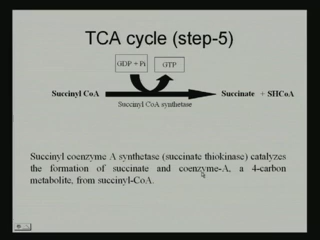 TCA cycle (step-5)
GDP + Pi GTP
Succinyl CoA Succinate + SHCoA
Succinyl CoA synthetase
Succinyl coenzyme A synthetase (succinate thiokinase) catalyzes
the formation of succinate and coenzyme-A, a 4-carbon
metabolite, from succinyl-CoA.